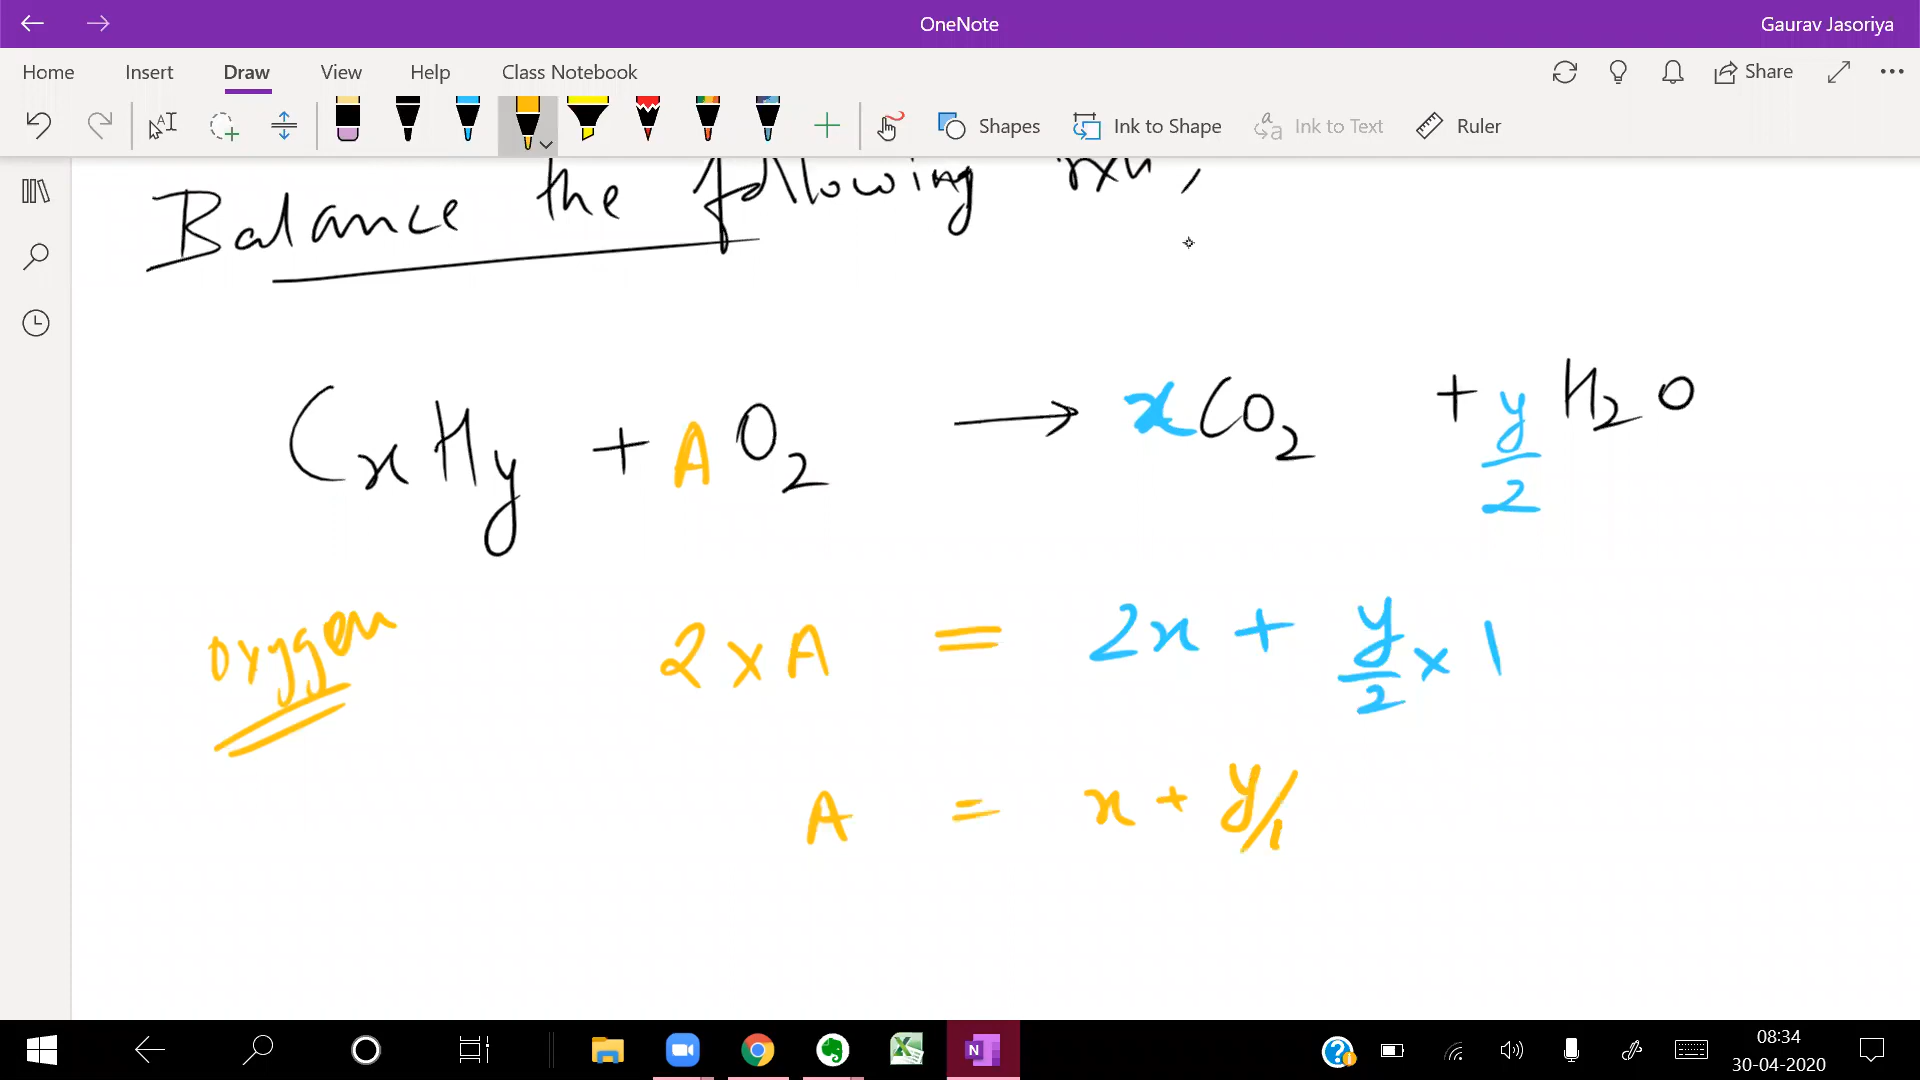 OneNote
Gaurav Jasoriya
Home Insert Draw View Help Class Notebook Share
Shapes Ink to Shape Ink to Text Ruler
Balance the following rxn,
CxHy + A O2 → x CO2 + y/2 H2O
oxygen 2 x A = 2x + y/2 x 1
A = x + y/
08:34
30-04-2020